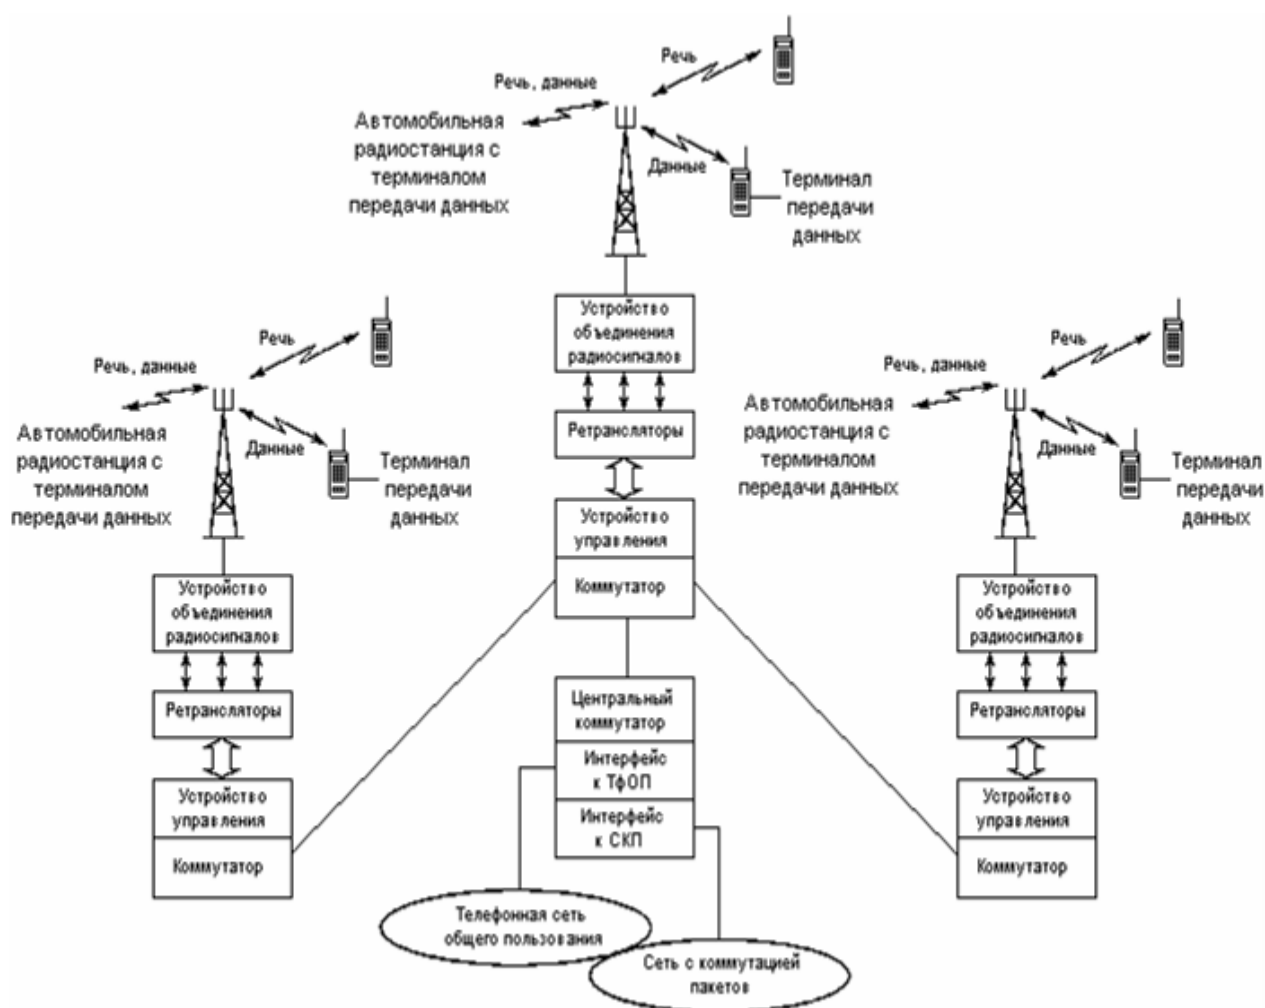 Речь
Речь, данные
Автомобильная
радиостанция с
терминалом
передачи данных
Данные
Терминал
передачи
данных
Устройство
объединения
радиосигналов
Ретрансляторы
Устройство
управления
Коммутатор
Речь
Речь, данные
Автомобильная
радиостанция с
терминалом
передачи данных
Данные
Терминал
передачи
данных
Устройство
объединения
радиосигналов
Ретрансляторы
Устройство
управления
Коммутатор
Центральный
коммутатор
Интерфейс
к ТфОП
Интерфейс
к СКП
Телефонная сеть
общего пользования
Сеть с коммутацией
пакетов
Речь
Речь, данные
Автомобильная
радиостанция с
терминалом
передачи данных
Данные
Терминал
передачи
данных
Устройство
объединения
радиосигналов
Ретрансляторы
Устройство
управления
Коммутатор